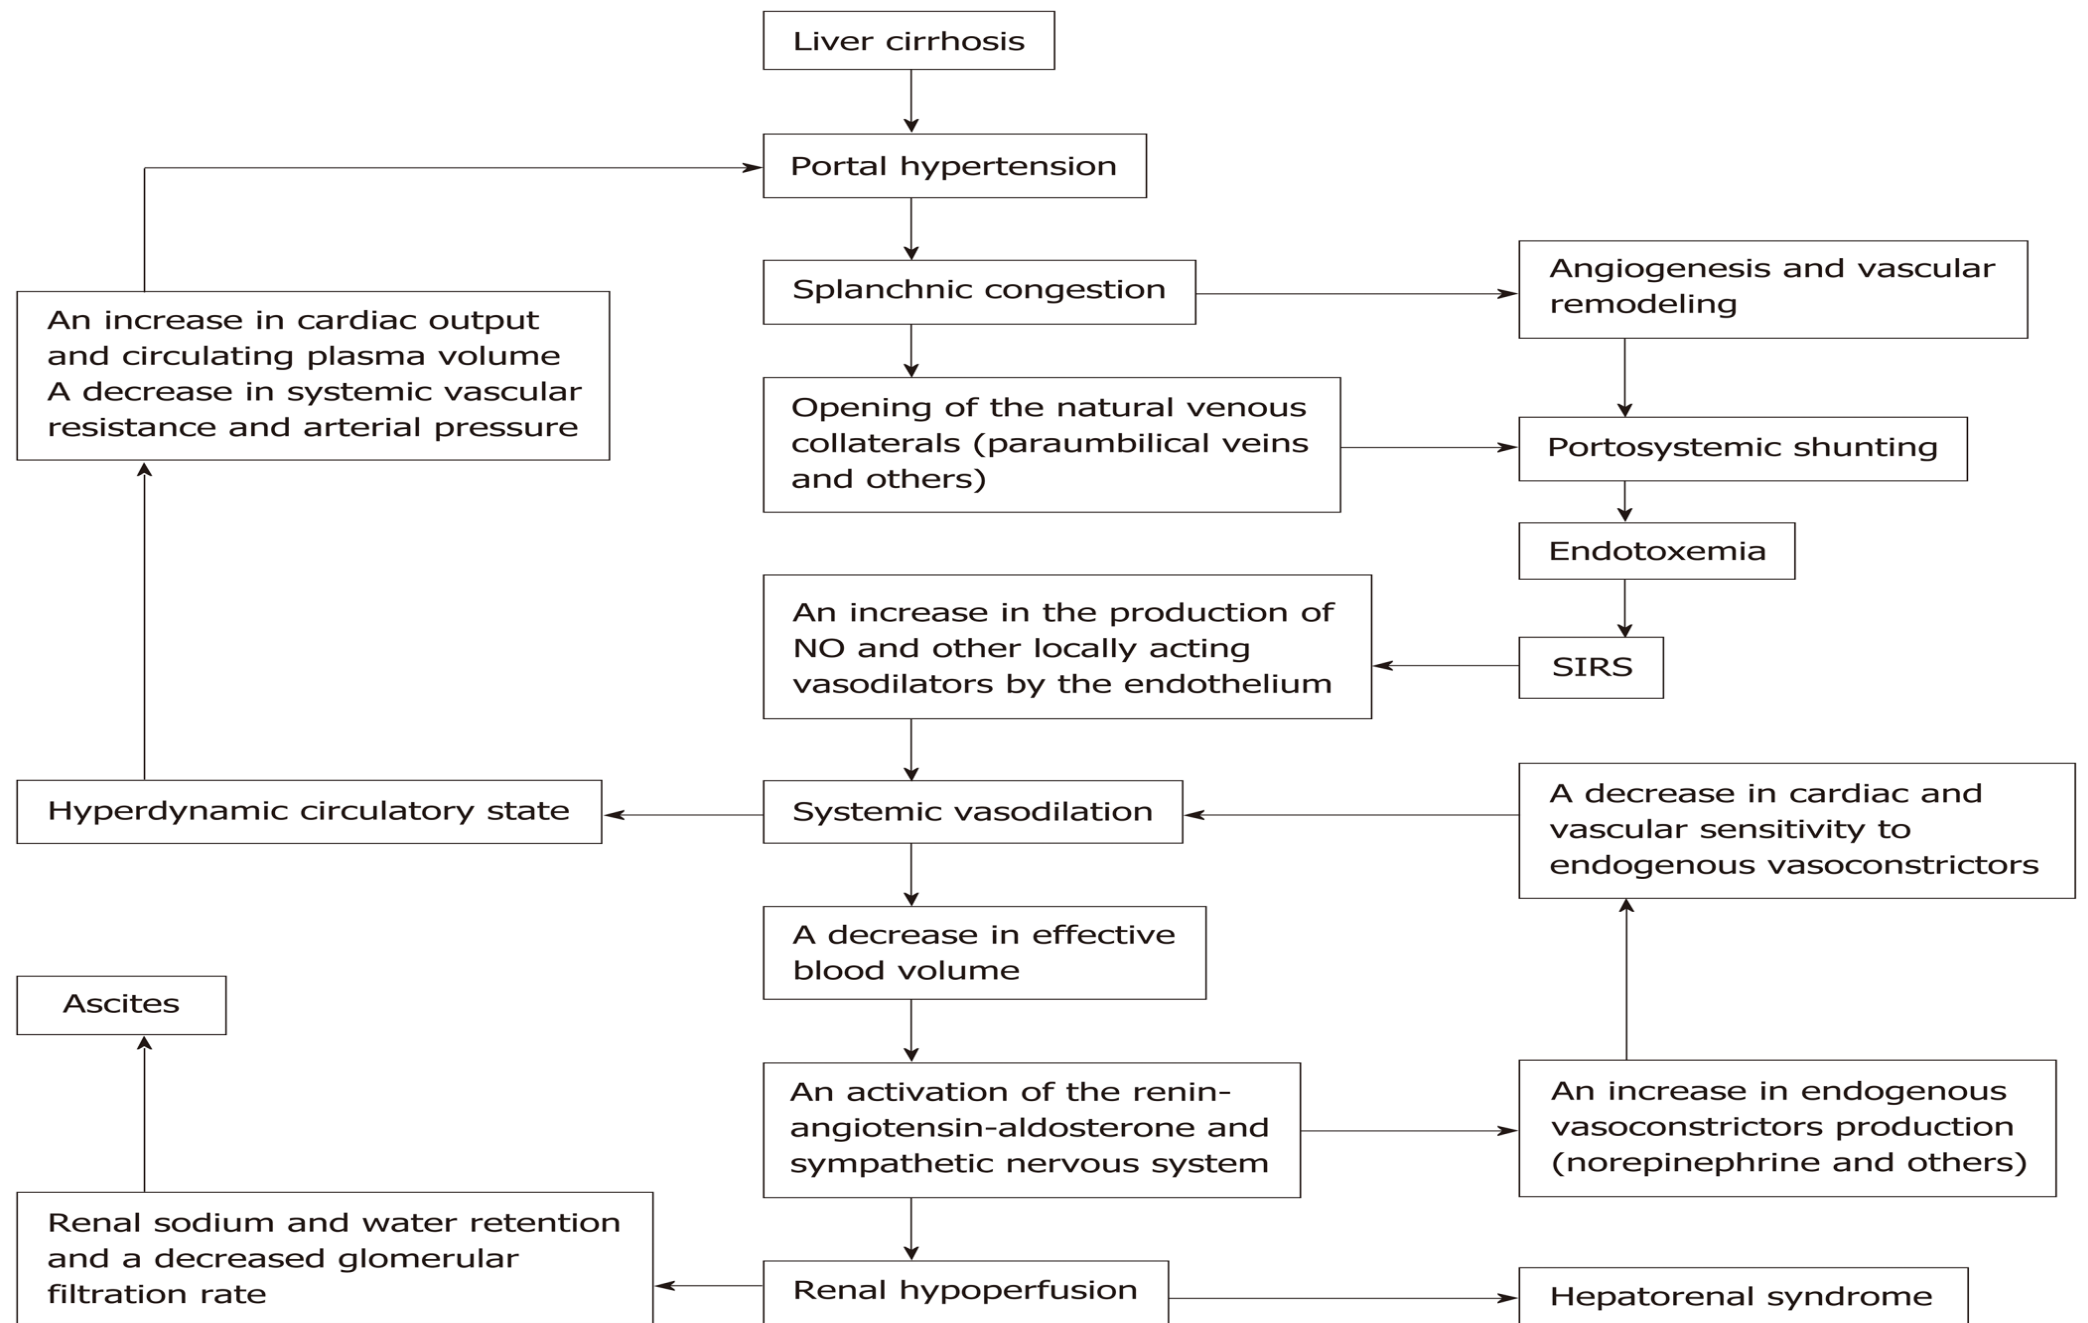 Liver cirrhosis
Portal hypertension
Splanchnic congestion
Angiogenesis and vascular
remodeling
An increase in cardiac output
and circulating plasma volume
A decrease in systemic vascular
resistance and arterial pressure
Opening of the natural venous
collaterals (paraumbilical veins
and others)
Portosystemic shunting
Endotoxemia
An increase in the production of
NO and other locally acting
vasodilators by the endothelium
SIRS
Hyperdynamic circulatory state
Systemic vasodilation
A decrease in cardiac and
vascular sensitivity to
endogenous vasoconstrictors
A decrease in effective
blood volume
Ascites
An activation of the renin-
angiotensin-aldosterone and
sympathetic nervous system
An increase in endogenous
vasoconstrictors production
(norepinephrine and others)
Renal sodium and water retention
and a decreased glomerular
filtration rate
Renal hypoperfusion
Hepatorenal syndrome